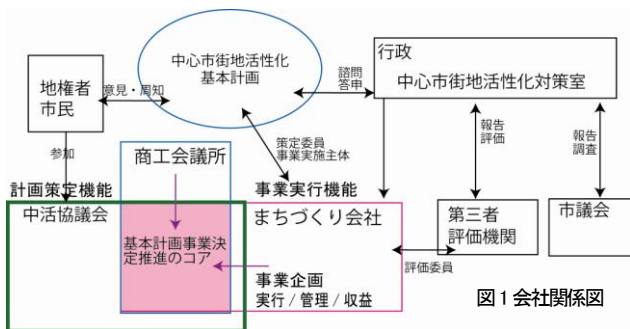 中心市街地活性化
基本計画
行政
中心市街地活性化対策室
地権者
市民
意見・周知
諮問
答申
策定委員
事業実施主体
報告
評価
報告
調査
参加
商工会議所
計画策定機能
事業実行機能
中活協議会
まちづくり会社
第三者
評価機関
市議会
基本計画事業決
定推進のコア
評価委員
事業企画
実行/管理/収益
図1会社関係図